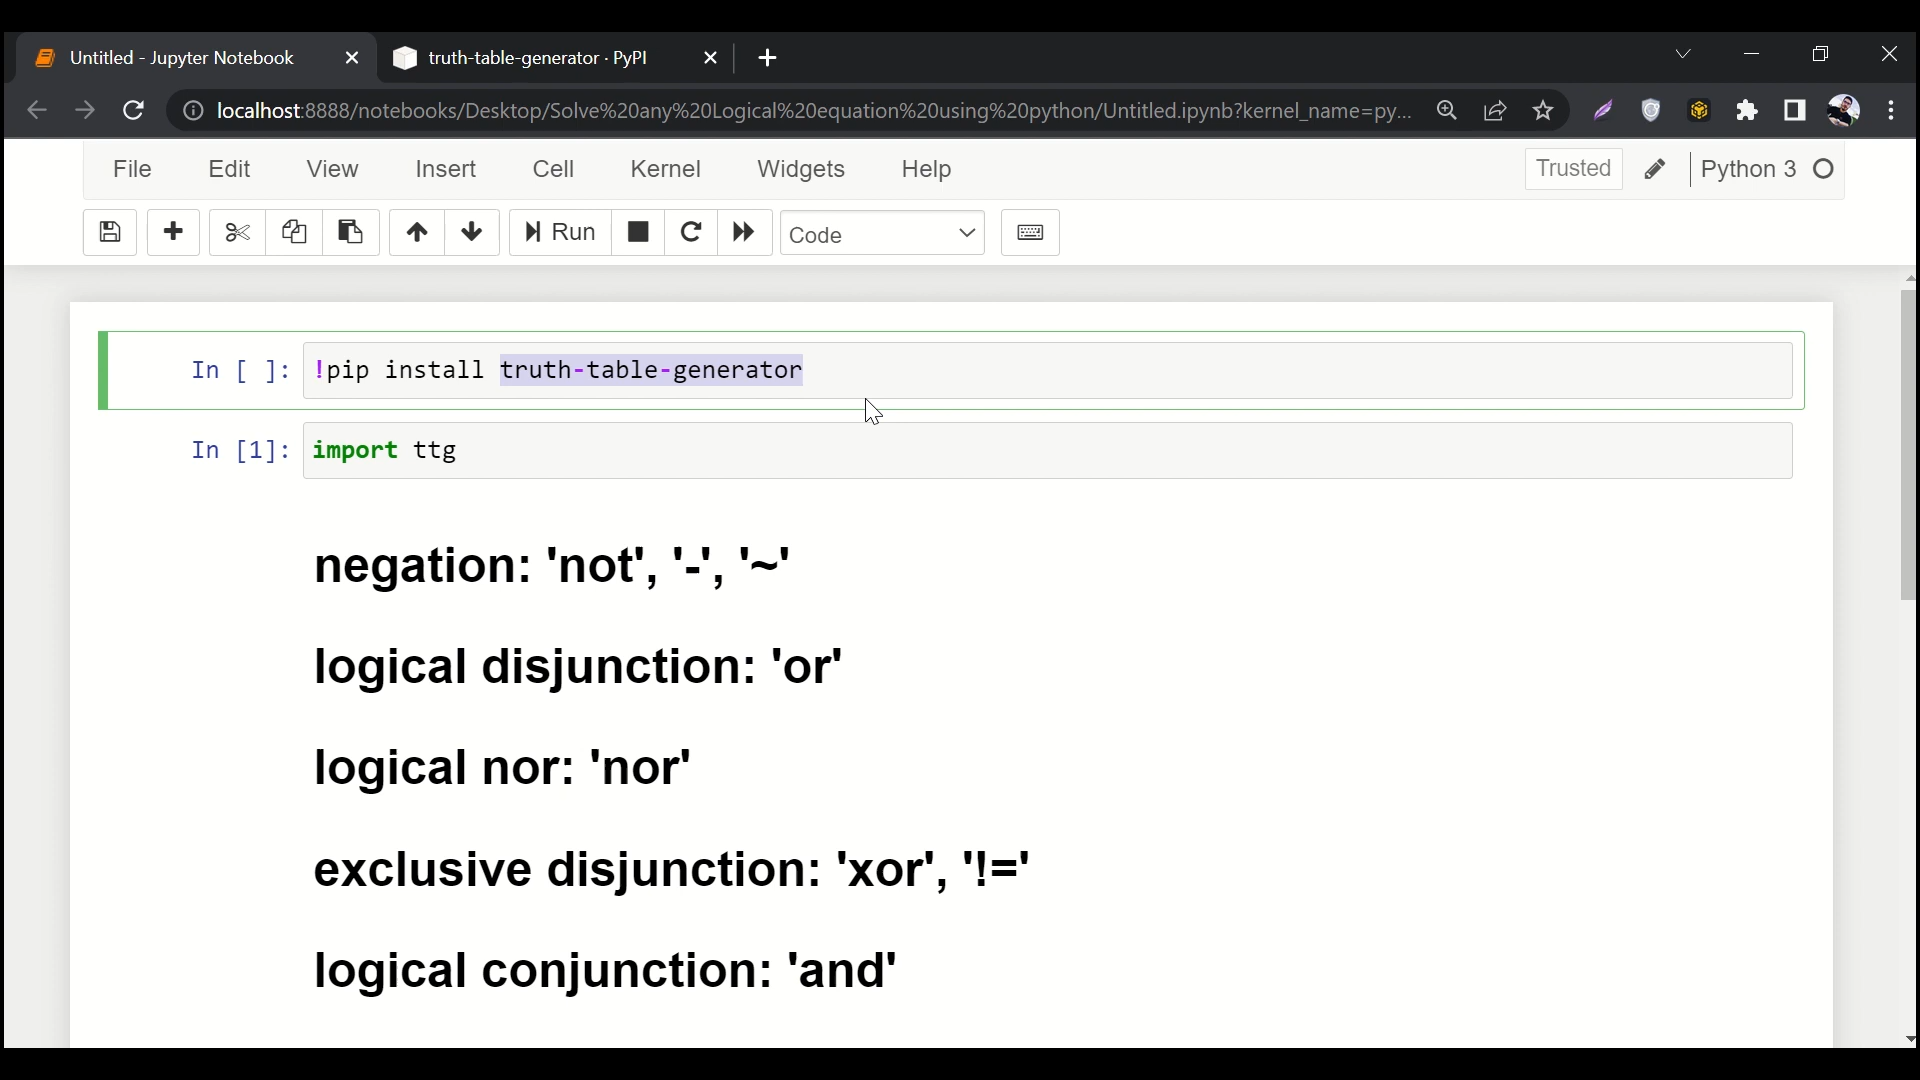 Untitled - Jupyter Notebook
truth-table-generator · PyPI
localhost:8888/notebooks/Desktop/Solve%20any%20Logical%20equation%20using%20python/Untitled.ipynb?kernel_name=py...
File Edit View Insert Cell Kernel Widgets Help Trusted Python 3
Run Code
In [ ]: !pip install truth-table-generator
In [1]: import ttg
negation: 'not', '-', '~'
logical disjunction: 'or'
logical nor: 'nor'
exclusive disjunction: 'xor', '!='
logical conjunction: 'and'